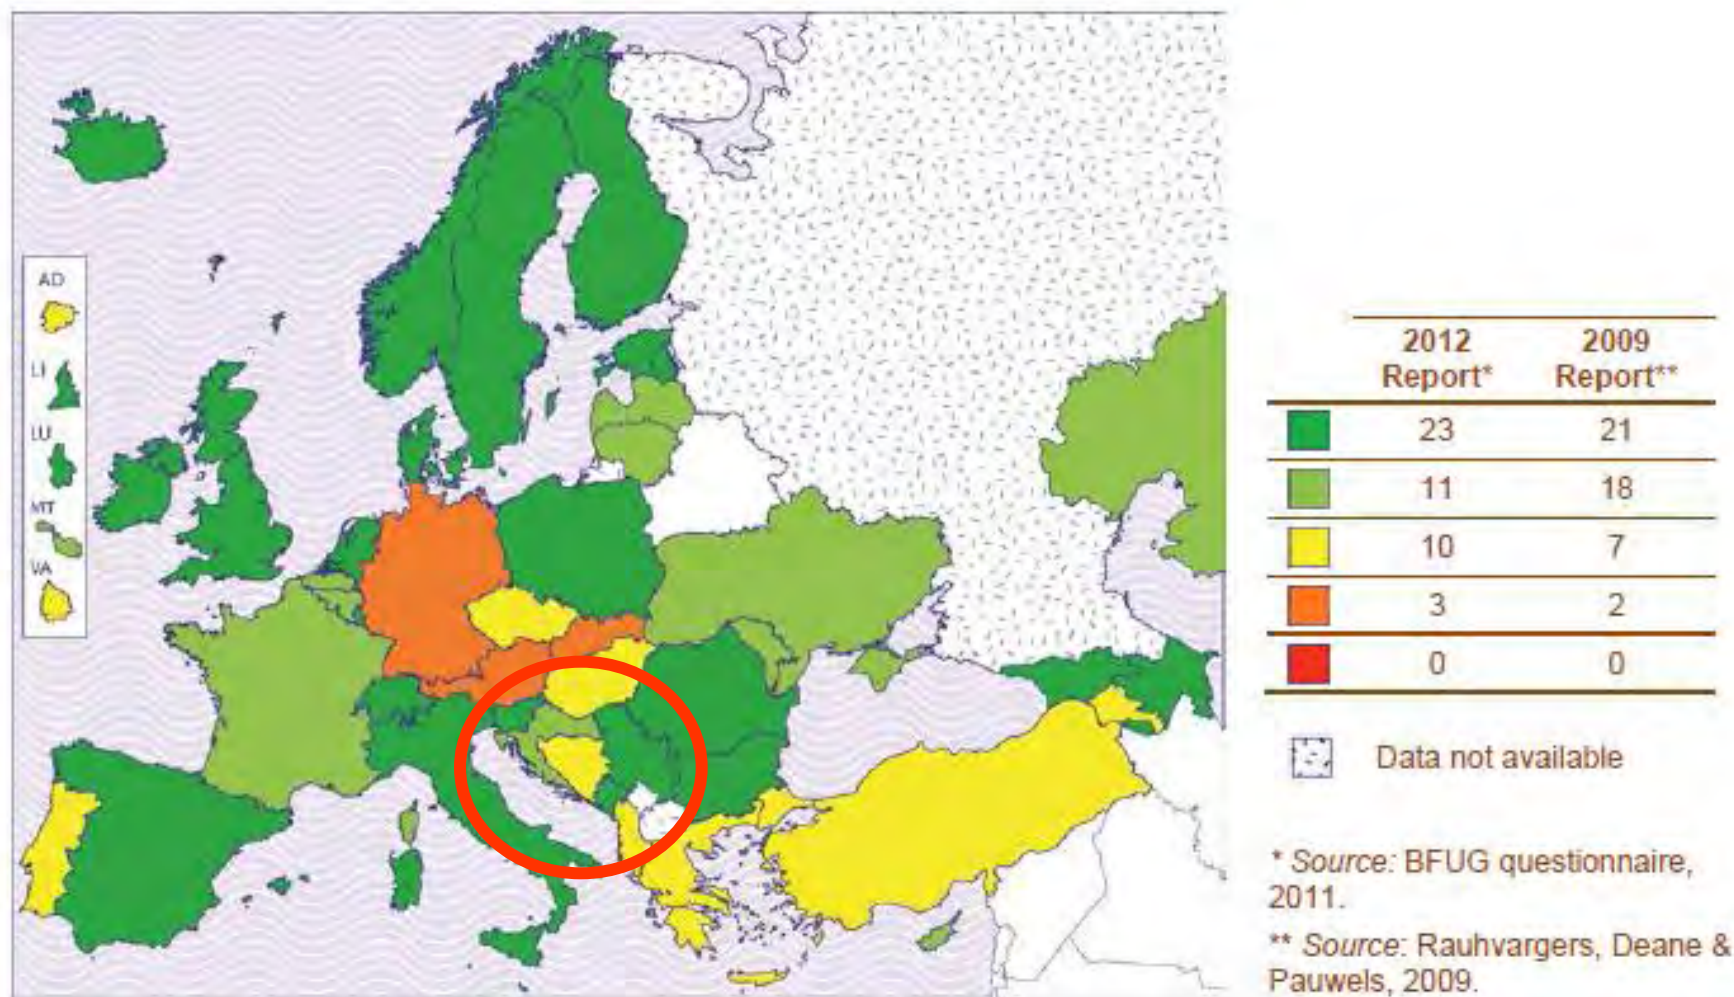 AD
LI
LU
MT
VA
2012 Report* 2009 Report**
23 21
11 18
10 7
3 2
0 0
Data not available
* Source: BFUG questionnaire,
2011.
** Source: Rauhvargers, Deane &
Pauwels, 2009.